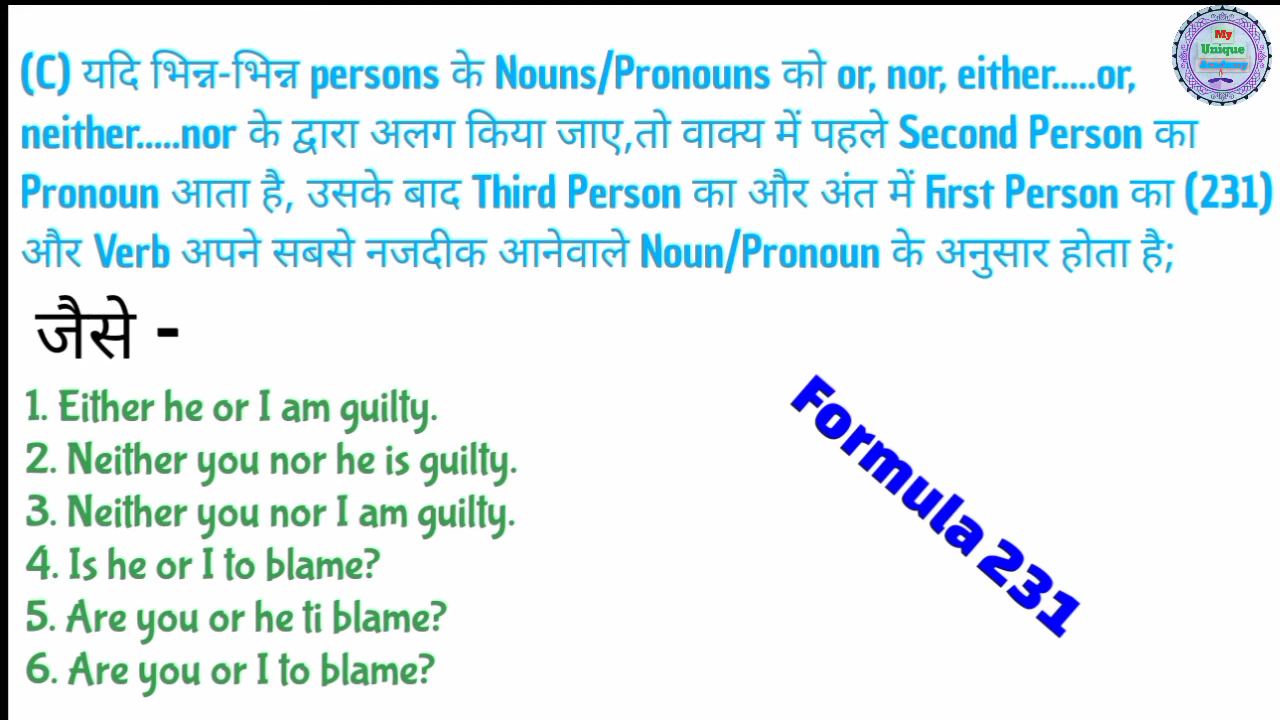 My
Unique
Academy
(C) यदि भिन्न-भिन्न persons के Nouns/Pronouns को or, nor, either.....or,
neither.....nor के द्वारा अलग किया जाए,तो वाक्य में पहले Second Person का
Pronoun आता है, उसके बाद Third Person का और अंत में First Person का (231)
और Verb अपने सबसे नजदीक आनेवाले Noun/Pronoun के अनुसार होता है;
जैसे -
1. Either he or I am guilty.
2. Neither you nor he is guilty.
3. Neither you nor I am guilty.
4. Is he or I to blame?
5. Are you or he ti blame?
6. Are you or I to blame?
Formula 231